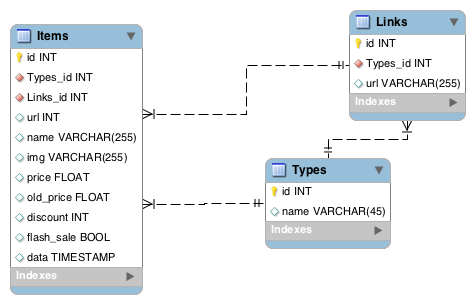 Items
id INT
Types_id INT
Links_id INT
url INT
name VARCHAR(255)
img VARCHAR(255)
price FLOAT
old_price FLOAT
discount INT
flash_sale BOOL
data TIMESTAMP
Indexes
Links
id INT
Types_id INT
url VARCHAR(255)
Indexes
Types
id INT
name VARCHAR(45)
Indexes